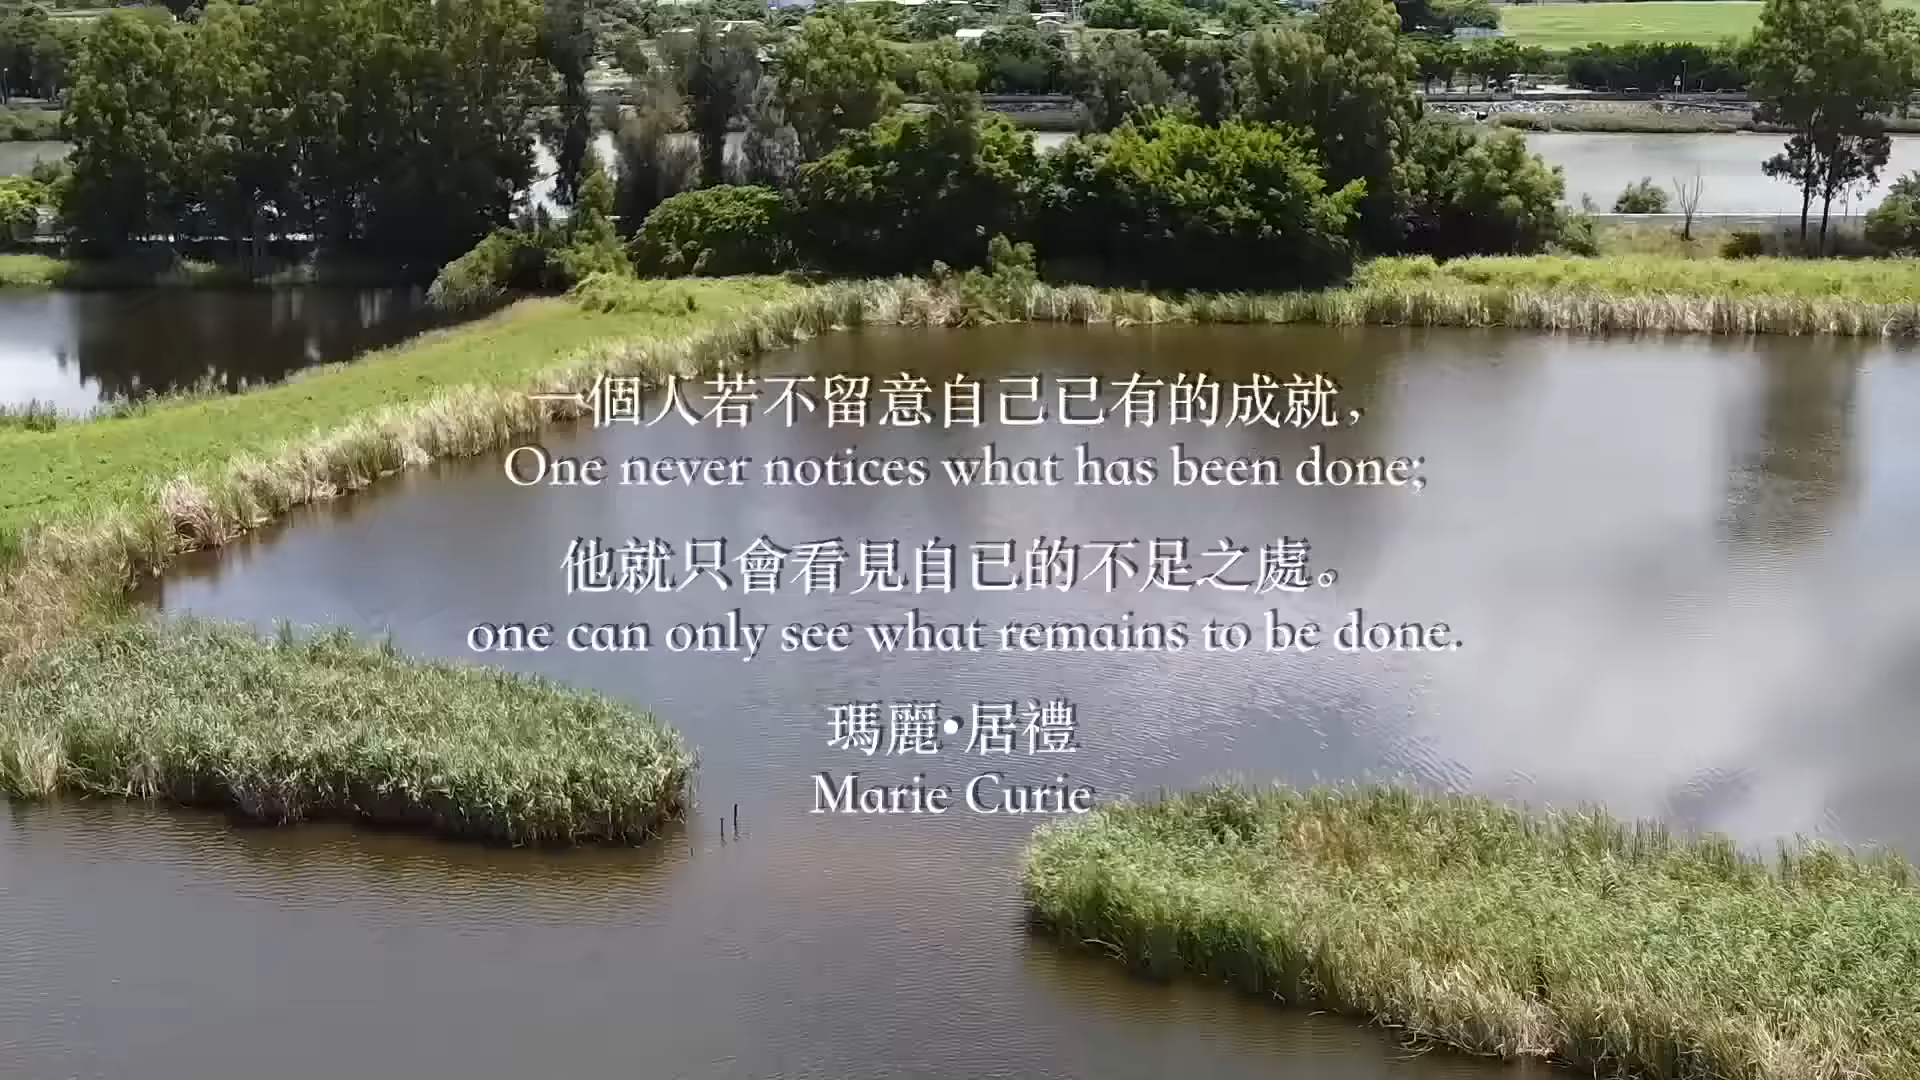 一個人若不留意自己已有的成就，
One never notices what has been done;
他就只會看見自已的不足之處。
one can only see what remains to be done.
瑪麗•居禮
Marie Curie